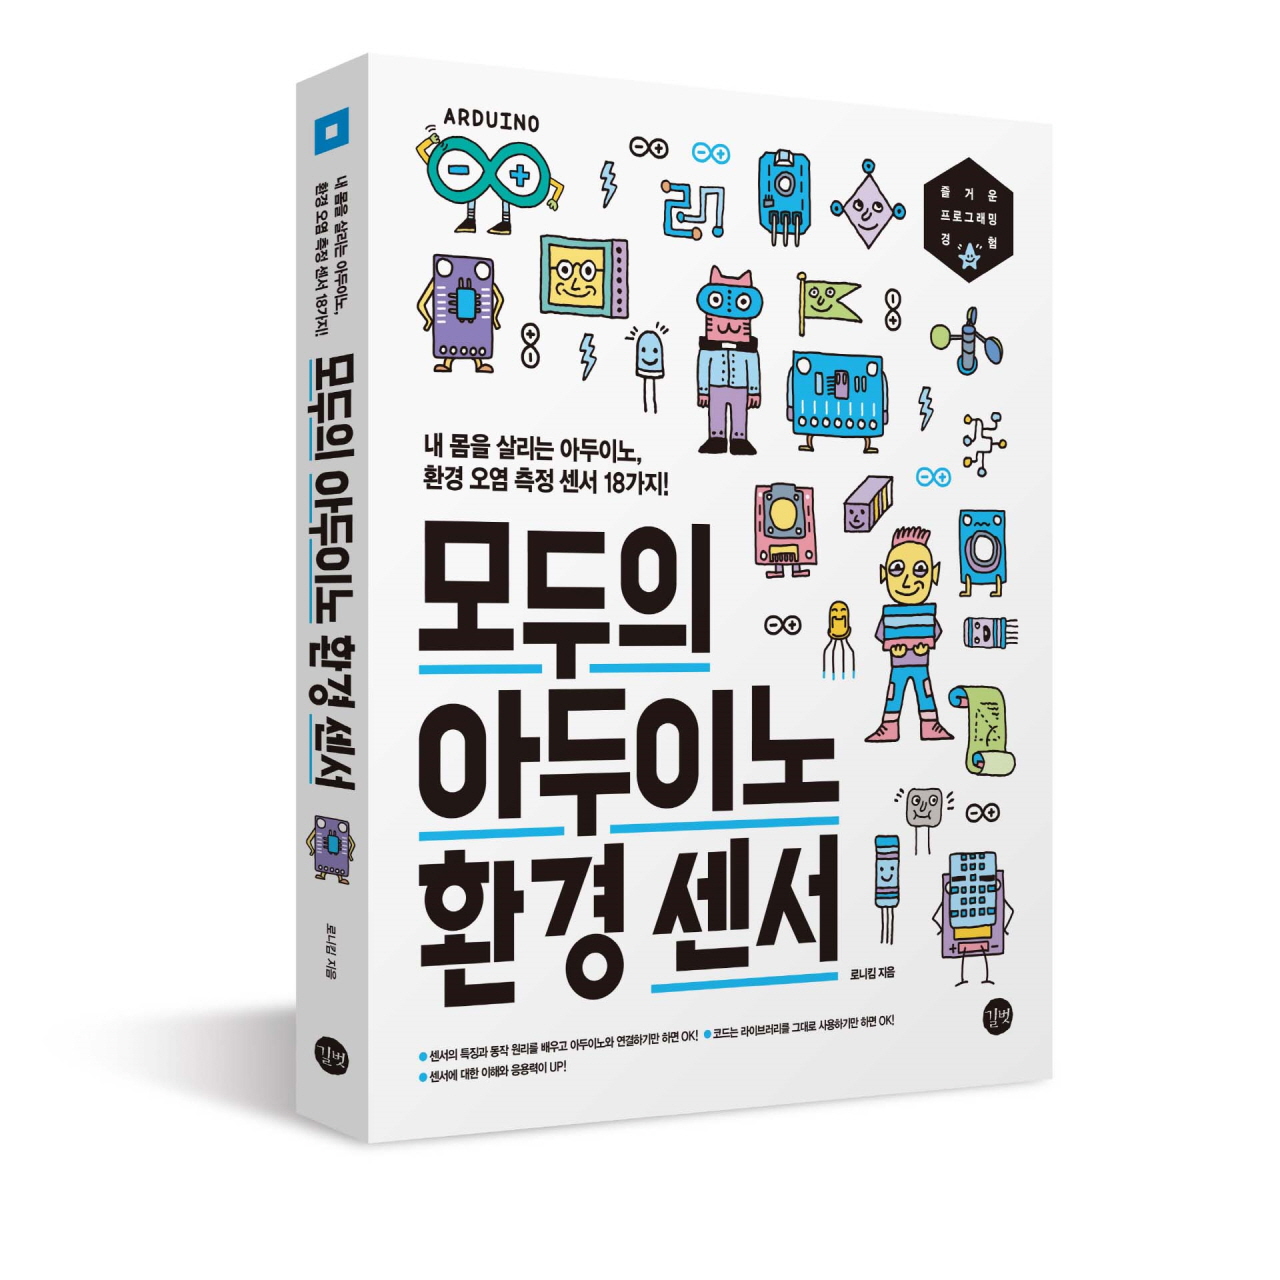 내 몸을 살리는 아두이노,
환경 오염 측정 센서 18가지!
모두의 아두이노 환경 센서
로니킴 지음
길벗
ARDUINO
즐거운
프로그래밍
경험
내 몸을 살리는 아두이노,
환경 오염 측정 센서 18가지!
모두의
아두이노
환경 센서
로니킴 지음
길벗
센서의 특징과 동작 원리를 배우고 아두이노와 연결하기만 하면 OK! 코드는 라이브러리를 그대로 사용하기만 하면 OK!
센서에 대한 이해와 응용력이 UP!